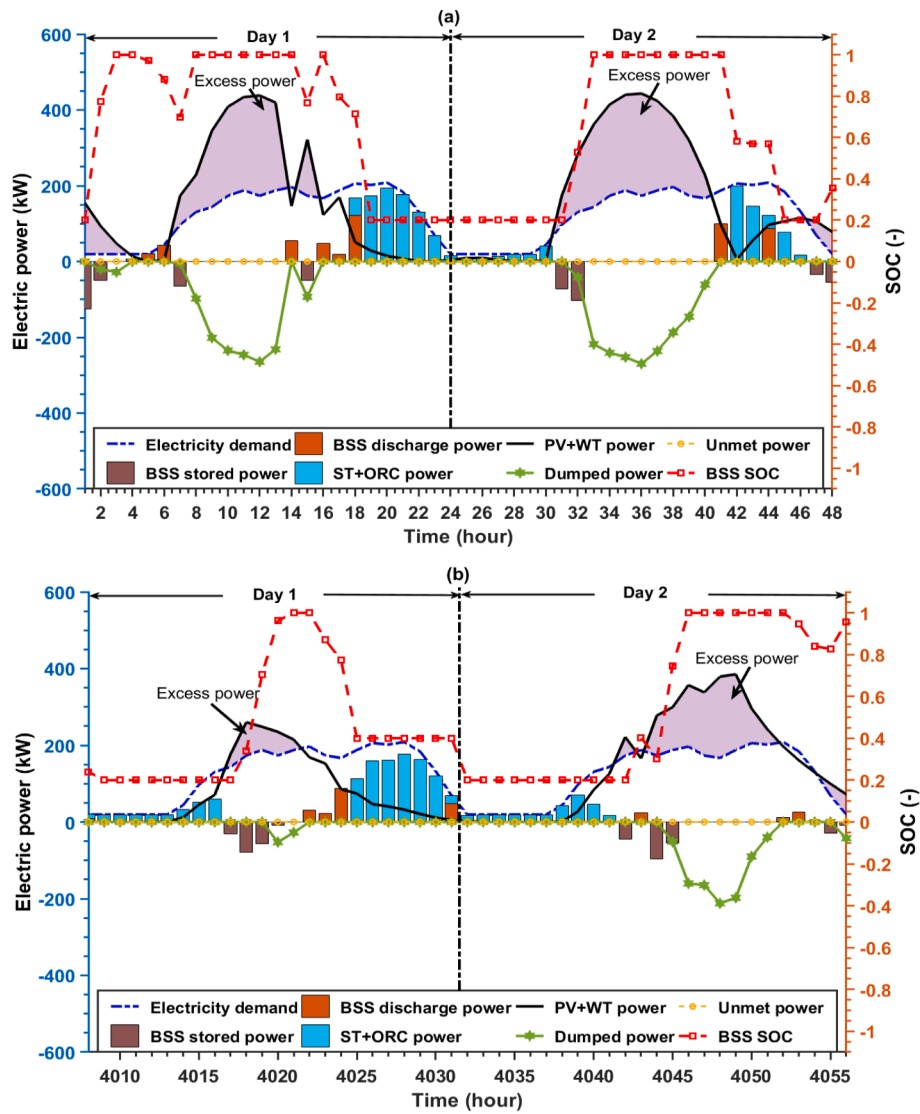 (a)
Day 1
Day 2
Excess power
Excess power
600
400
200
0
-200
-400
-600
1
0.8
0.6
0.4
0.2
0
-0.2
-0.4
-0.6
-0.8
-1
Electric power (kW)
SOC (-)
Electricity demand
BSS discharge power
PV+WT power
Unmet power
BSS stored power
ST+ORC power
Dumped power
BSS SOC
2 4 6 8 10 12 14 16 18 20 22 24 26 28 30 32 34 36 38 40 42 44 46 48
Time (hour)
(b)
Day 1
Day 2
Excess power
Excess power
600
400
200
0
-200
-400
-600
1
0.8
0.6
0.4
0.2
0
-0.2
-0.4
-0.6
-0.8
-1
Electric power (kW)
SOC (-)
Electricity demand
BSS discharge power
PV+WT power
Unmet power
BSS stored power
ST+ORC power
Dumped power
BSS SOC
4010 4015 4020 4025 4030 4035 4040 4045 4050 4055
Time (hour)